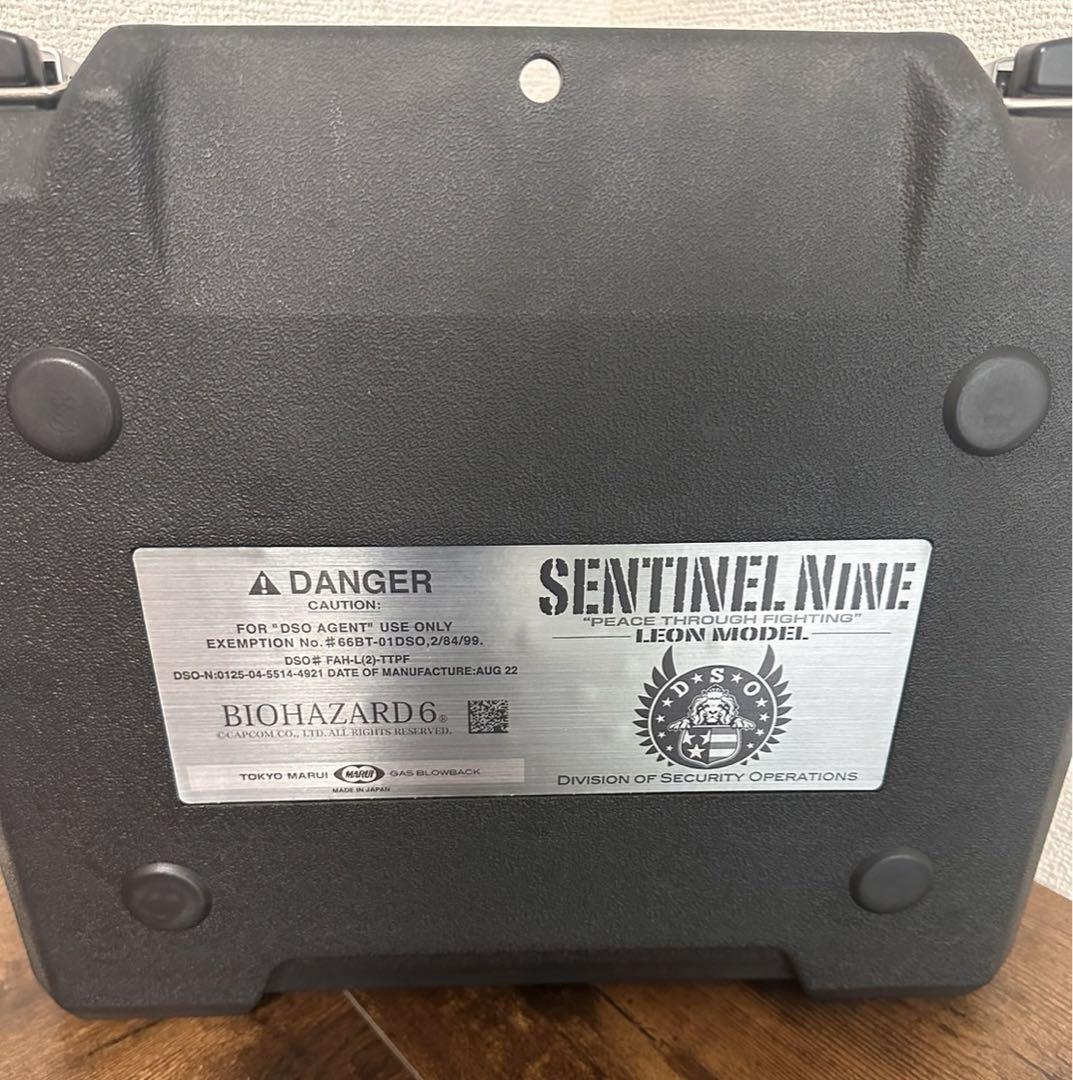 ⚠ DANGER
CAUTION:
FOR "DSO AGENT" USE ONLY
EXEMPTION No.#66BT-01DSO,2/84/99.
DSO# FAH-L(2)-TTPF
DSO-N:0125-04-5514-4921 DATE OF MANUFACTURE:AUG 22
BIOHAZARD 6®
©CAPCOM CO., LTD. ALL RIGHTS RESERVED.
TOKYO MARUI MARUI GAS BLOWBACK
MADE IN JAPAN
SENTINEL NINE
"PEACE THROUGH FIGHTING"
LEON MODEL
D★S★O
DIVISION OF SECURITY OPERATIONS